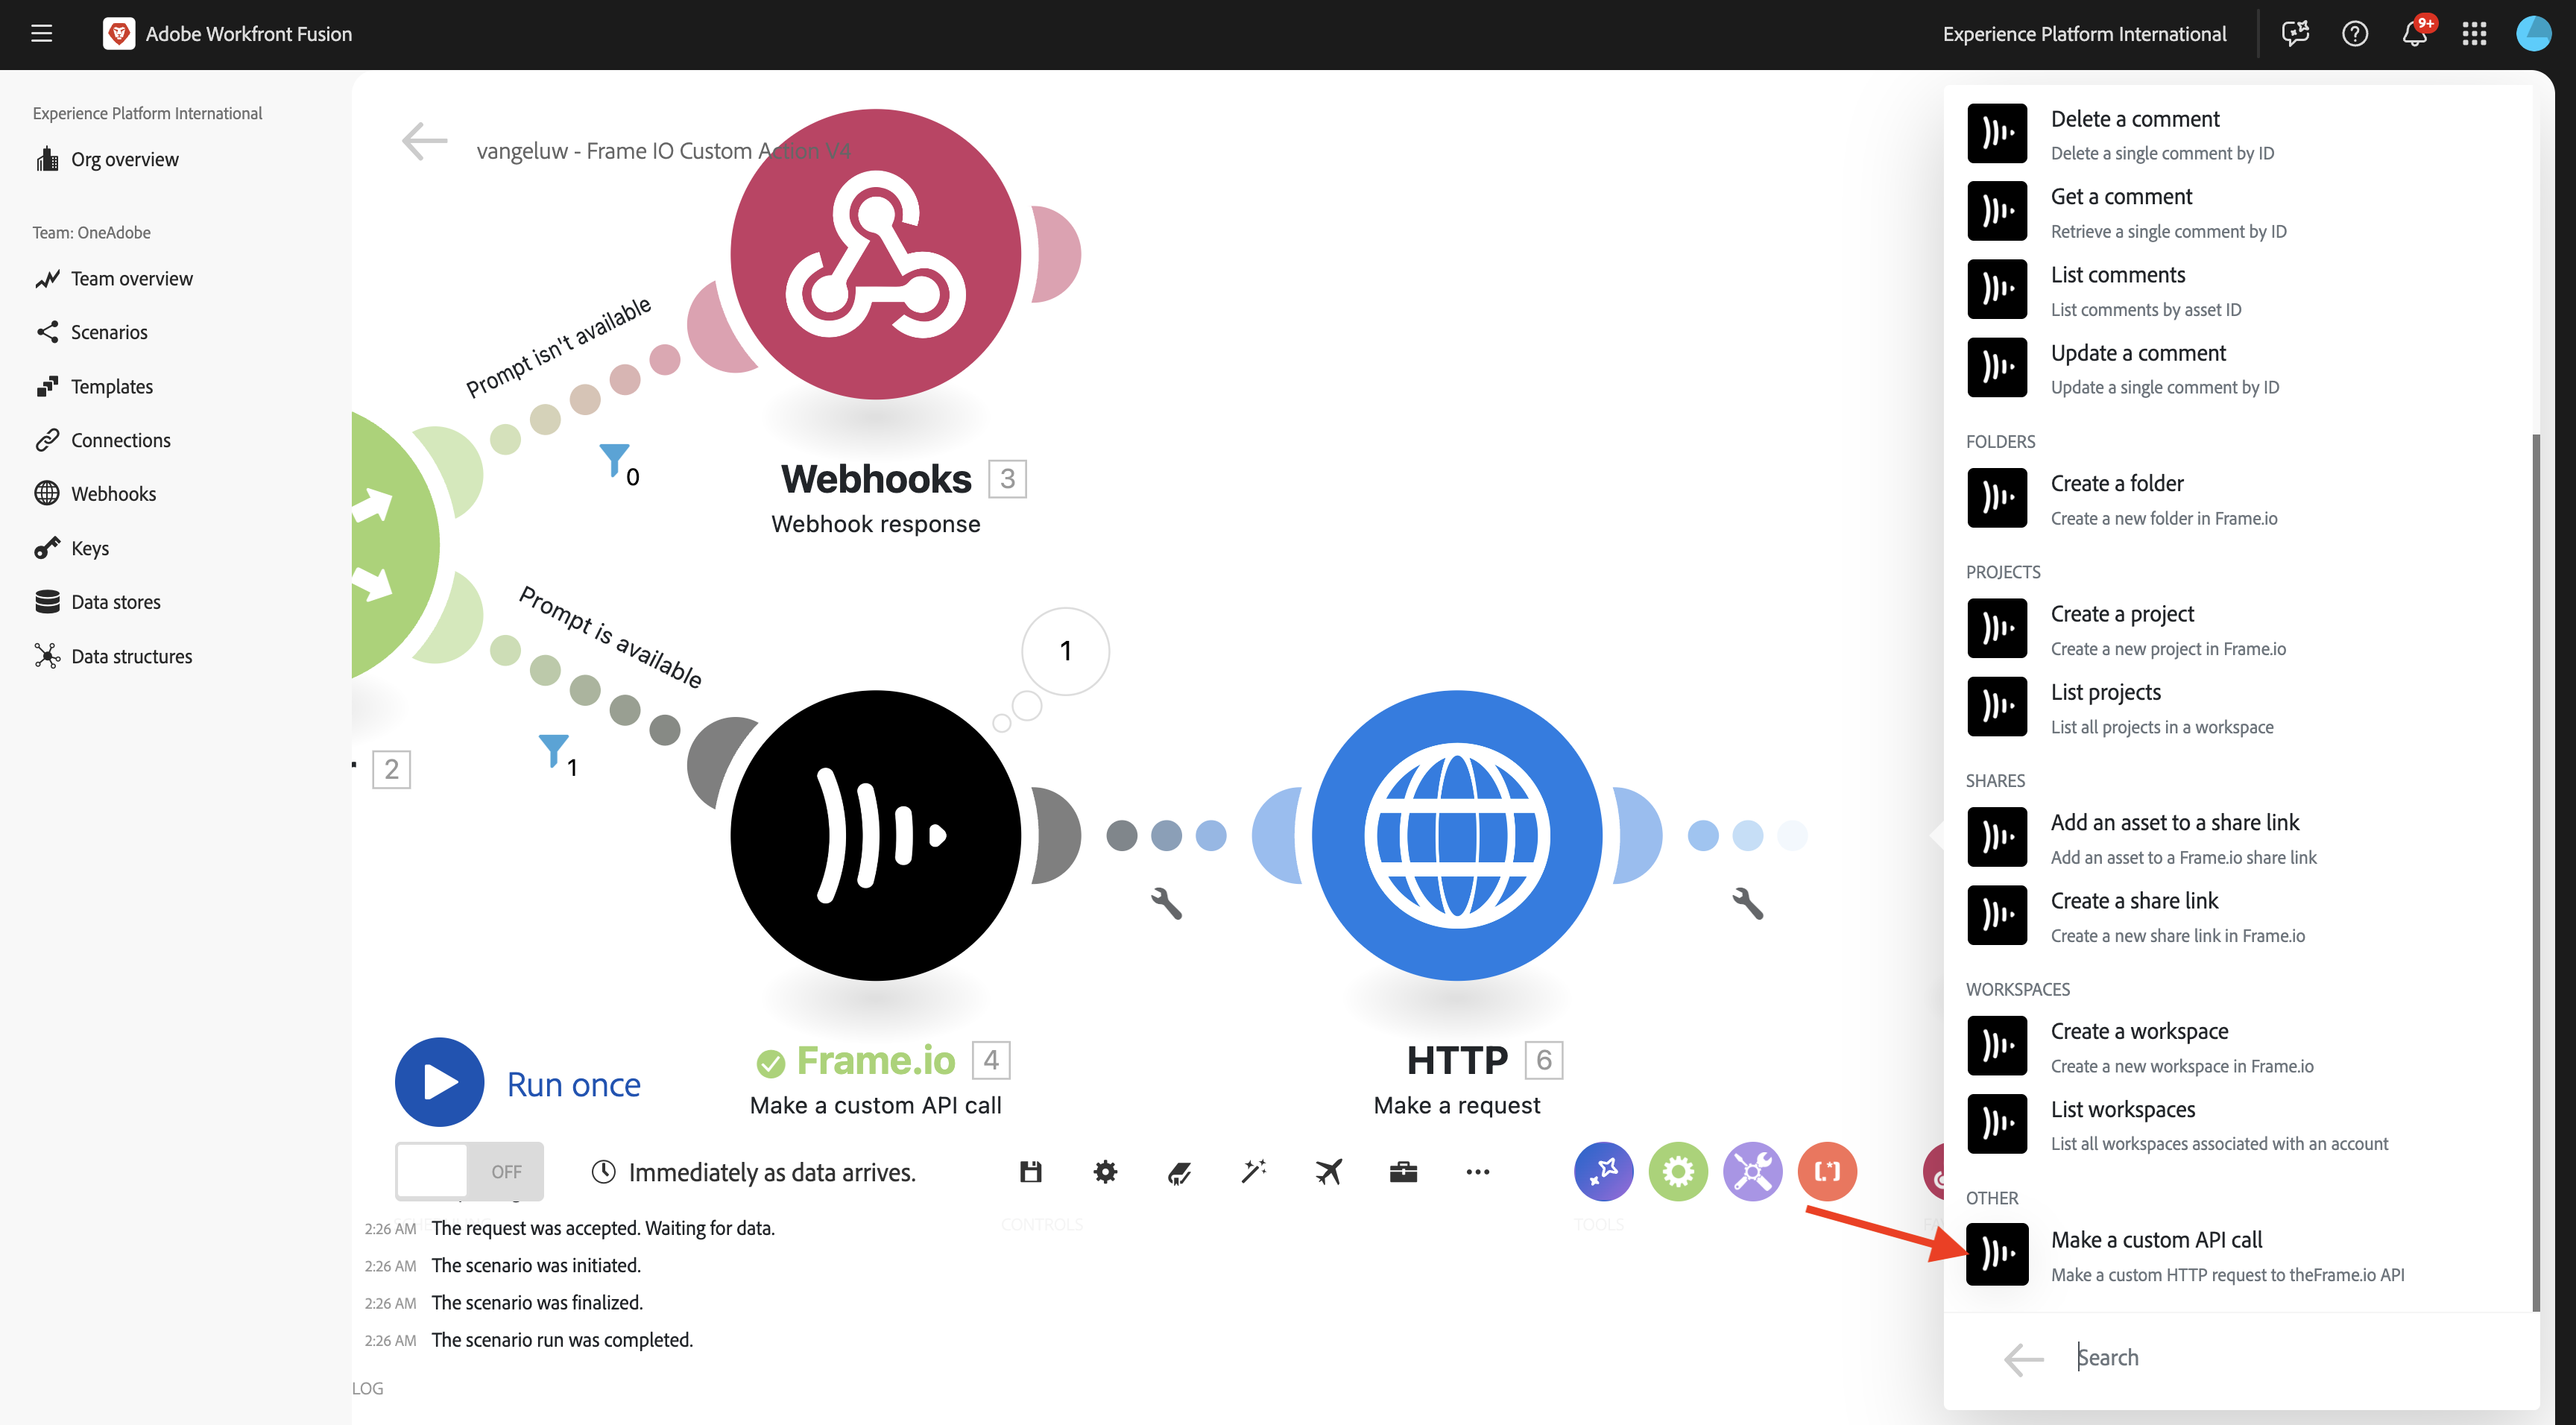 Adobe Workfront Fusion
Experience Platform International
9+
Experience Platform International
Org overview
Team: OneAdobe
Team overview
Scenarios
Templates
Connections
Webhooks
Keys
Data stores
Data structures
vangeluw - Frame IO Custom Action V4
Prompt isn't available
0
Webhooks 3
Webhook response
Prompt is available
1
1
2
Frame.io 4
Make a custom API call
HTTP 6
Make a request
Run once
OFF
Immediately as data arrives.
CONTROLS
TOOLS
[.*]
2:26 AM The request was accepted. Waiting for data.
2:26 AM The scenario was initiated.
2:26 AM The scenario was finalized.
2:26 AM The scenario run was completed.
LOG
Delete a comment
Delete a single comment by ID
Get a comment
Retrieve a single comment by ID
List comments
List comments by asset ID
Update a comment
Update a single comment by ID
FOLDERS
Create a folder
Create a new folder in Frame.io
PROJECTS
Create a project
Create a new project in Frame.io
List projects
List all projects in a workspace
SHARES
Add an asset to a share link
Add an asset to a Frame.io share link
Create a share link
Create a new share link in Frame.io
WORKSPACES
Create a workspace
Create a new workspace in Frame.io
List workspaces
List all workspaces associated with an account
OTHER
Make a custom API call
Make a custom HTTP request to theFrame.io API
Search